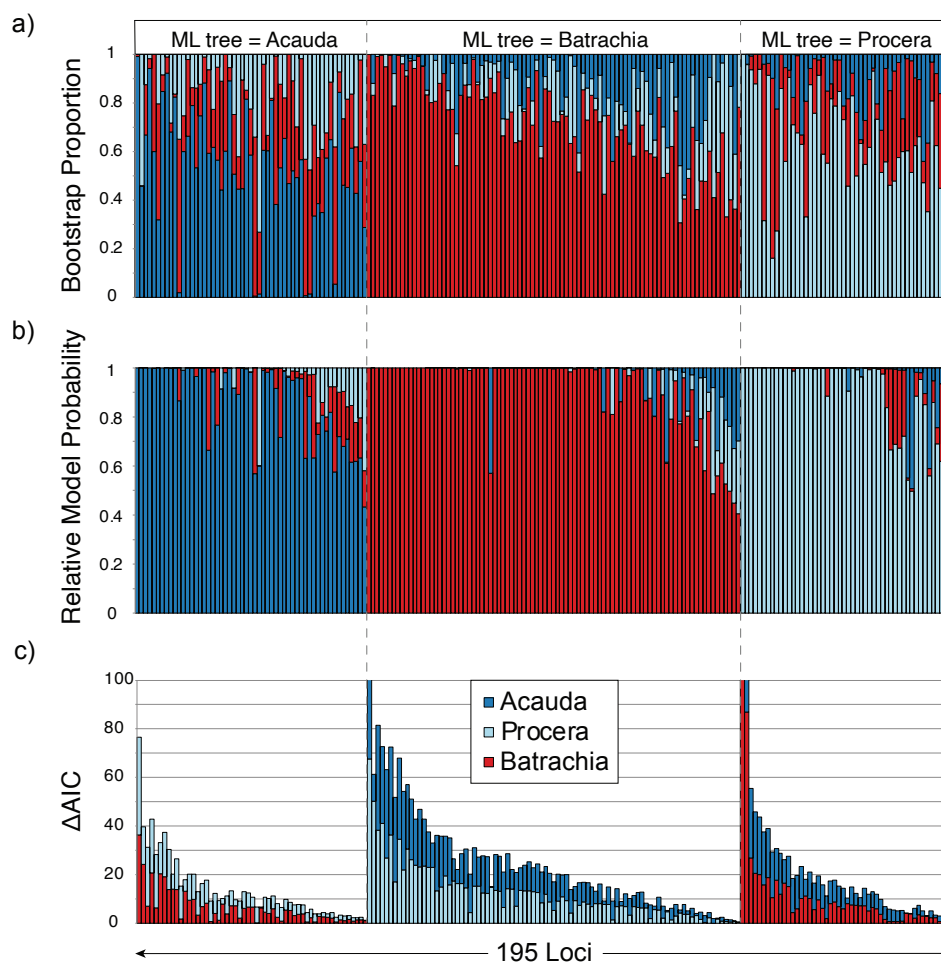 a)
ML tree = Acauda
ML tree = Batrachia
ML tree = Procera
Bootstrap Proportion
1
0.8
0.6
0.4
0.2
0
b)
Relative Model Probability
1
0.8
0.6
0.4
0.2
0
c)
ΔAIC
100
80
60
40
20
0
Acauda
Procera
Batrachia
195 Loci